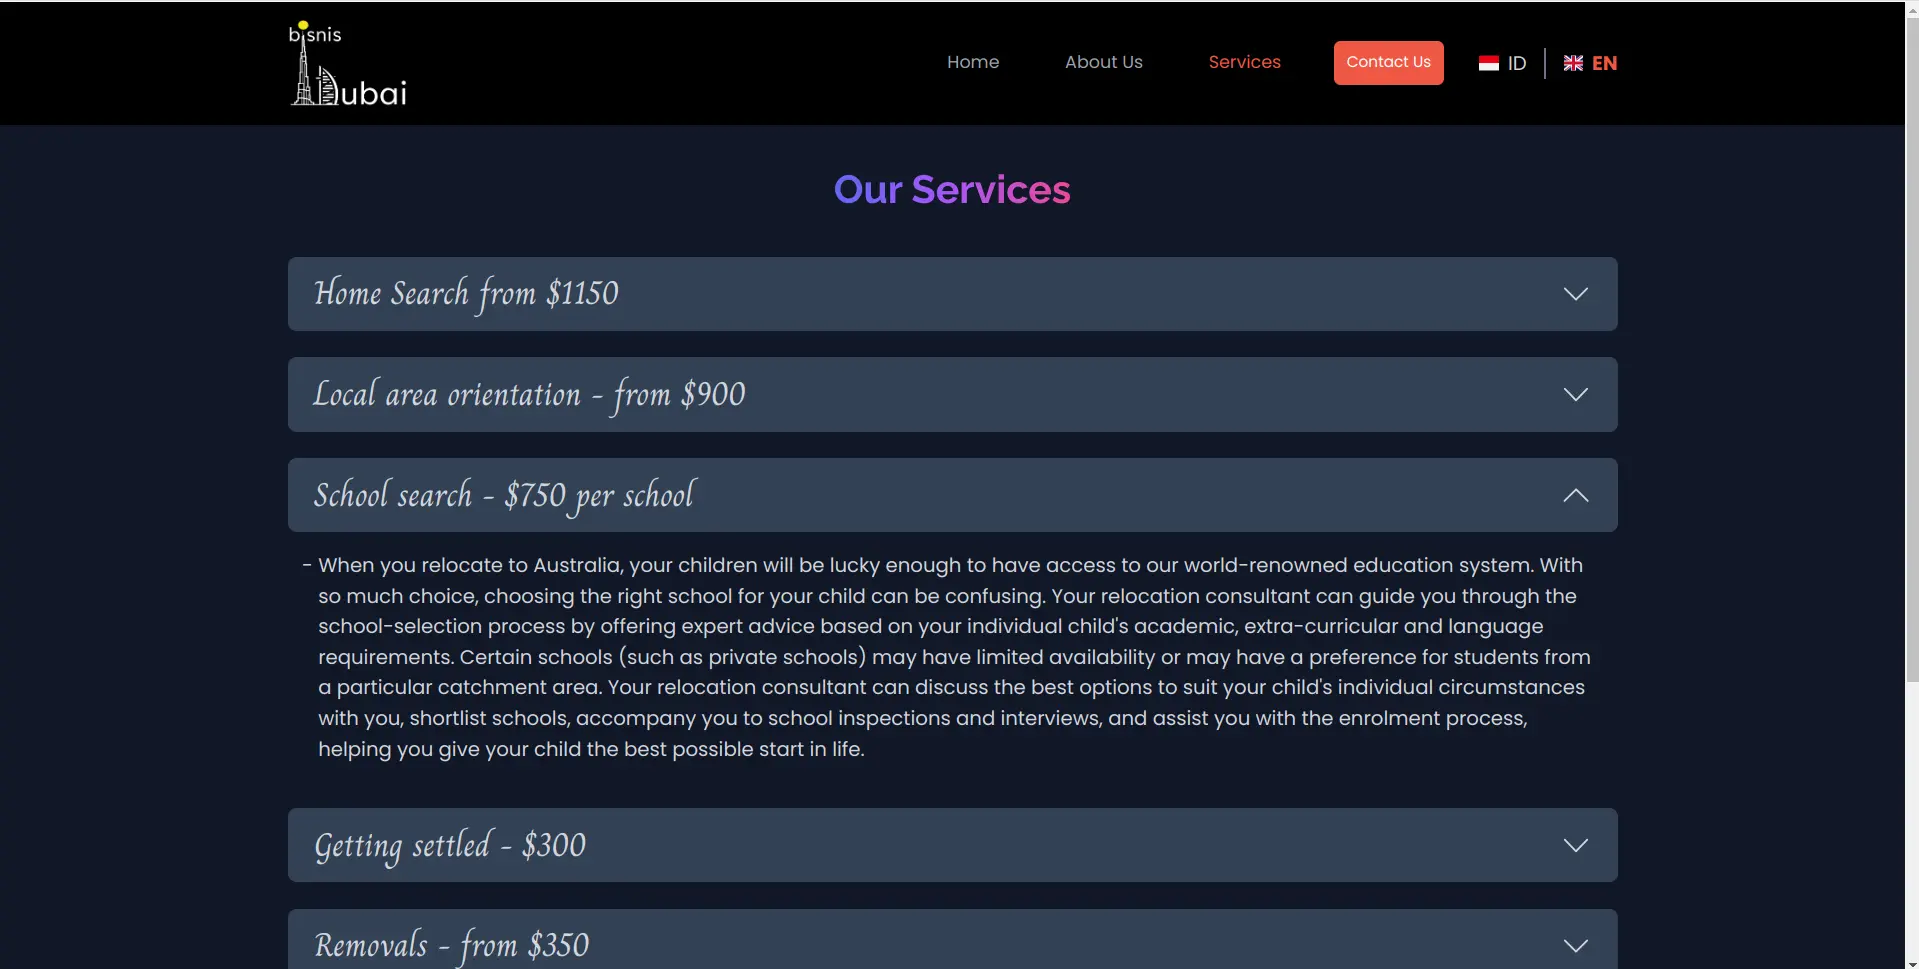 bisnis
Dubai
Home
About Us
Services
Contact Us
ID
EN
Our Services
Home Search from $1150
Local area orientation - from $900
School search - $750 per school
- When you relocate to Australia, your children will be lucky enough to have access to our world-renowned education system. With
so much choice, choosing the right school for your child can be confusing. Your relocation consultant can guide you through the
school-selection process by offering expert advice based on your individual child's academic, extra-curricular and language
requirements. Certain schools (such as private schools) may have limited availability or may have a preference for students from
a particular catchment area. Your relocation consultant can discuss the best options to suit your child's individual circumstances
with you, shortlist schools, accompany you to school inspections and interviews, and assist you with the enrolment process,
helping you give your child the best possible start in life.
Getting settled - $300
Removals - from $350